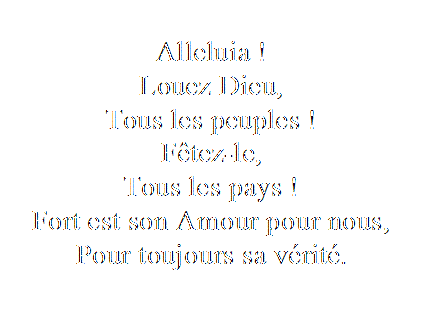 Alleluia !
Louez Dieu,
Tous les peuples !
Fêtez-le,
Tous les pays !
Fort est son Amour pour nous,
Pour toujours sa vérité.